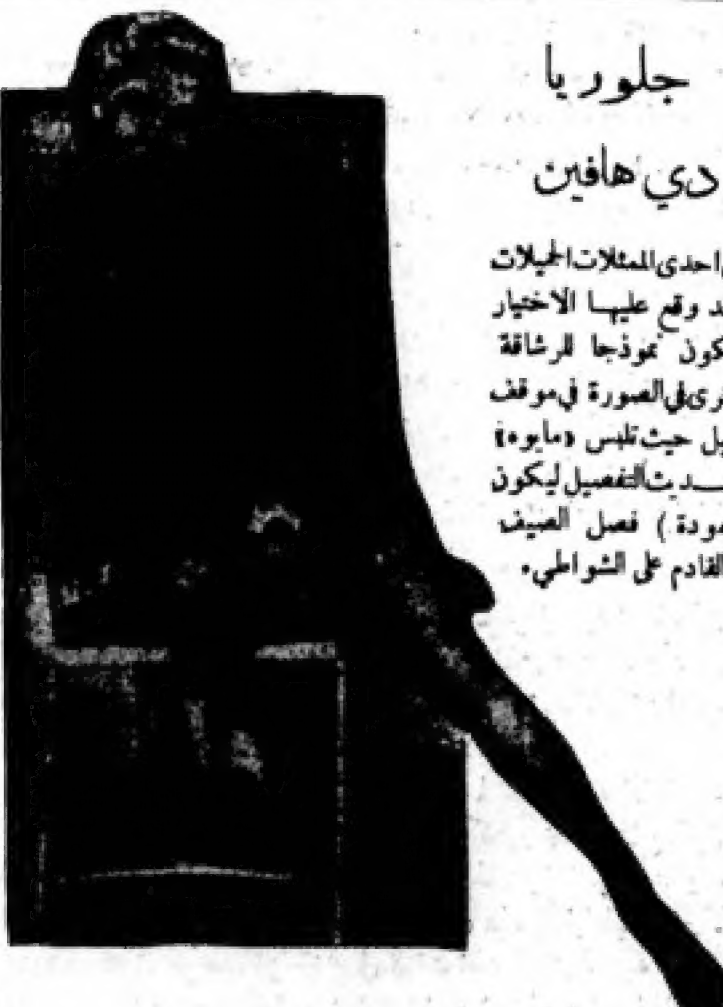 جلوريا
دي هافين
احدى الممثلات الجميلات
وقع عليها الاختيار
نموذجا للرشاقة
في الصورة في موقف
حيث تلبس «مايوه»
التفصيل ليكون
فصل الصيف
القادم على الشواطي.